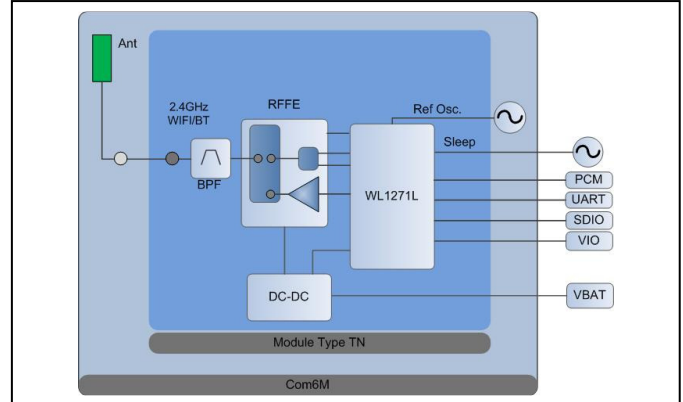 Ant
2.4GHz
WIFI/BT
RFFE
Ref Osc.
Sleep
BPF
WL1271L
PCM
UART
SDIO
VIO
DC-DC
VBAT
Module Type TN
Com6M